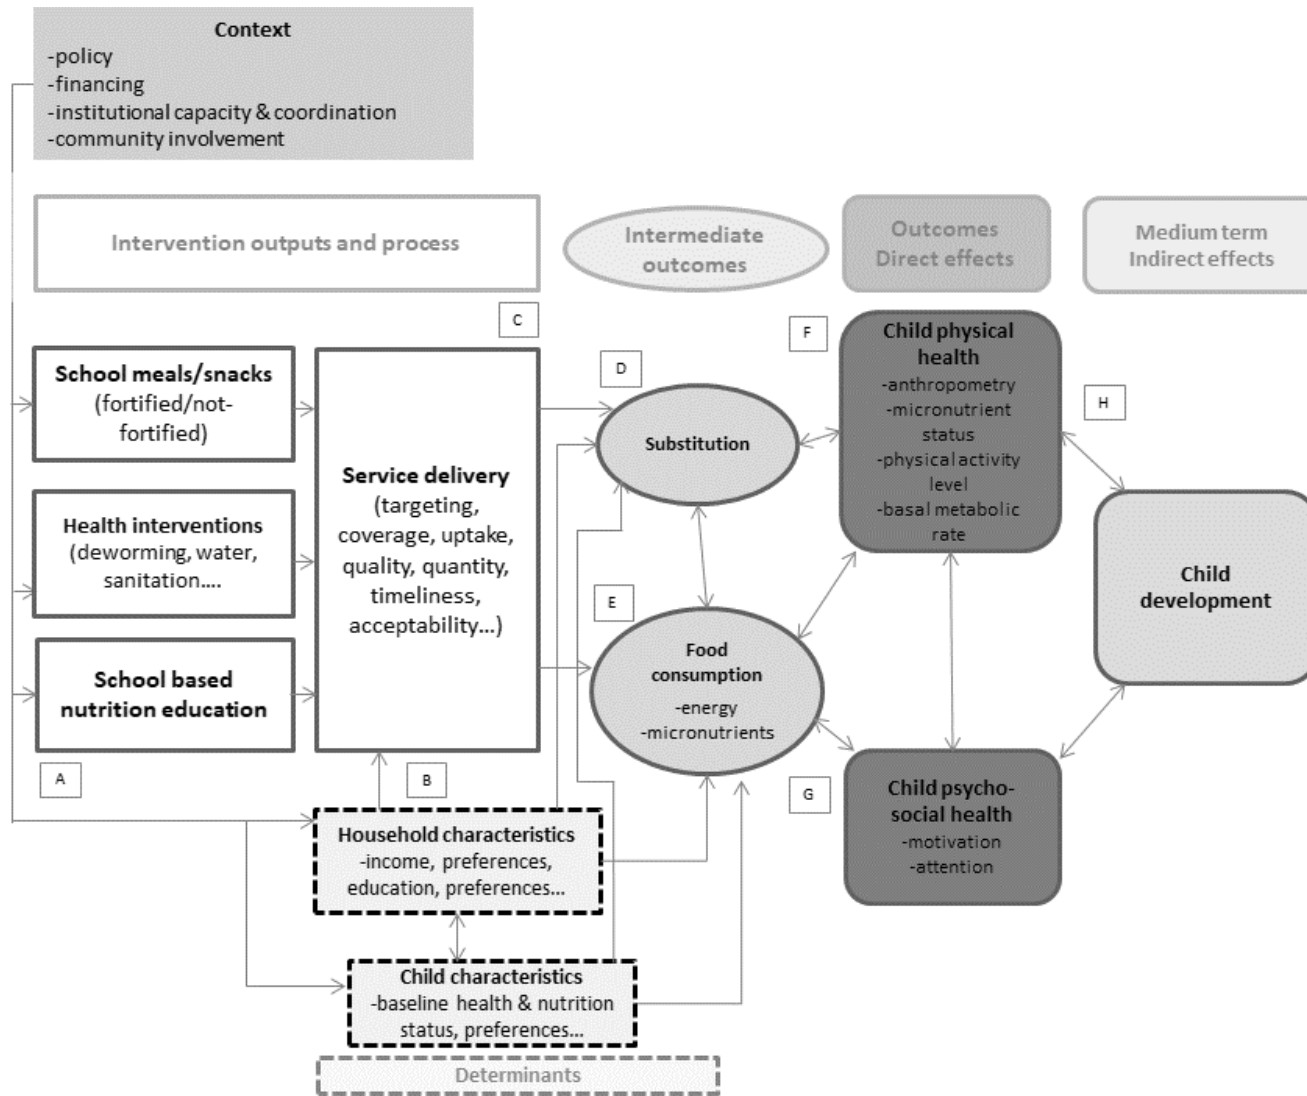 Context
-policy
-financing
-institutional capacity & coordination
-community involvement
Intervention outputs and process
Intermediate
outcomes
Outcomes
Direct effects
Medium term
Indirect effects
C
F
D
H
School meals/snacks
(fortified/not-
fortified)
Health interventions
(deworming, water,
sanitation....
School based
nutrition education
A
Service delivery
(targeting,
coverage, uptake,
quality, quantity,
timeliness,
acceptability...)
B
Substitution
E
Food
consumption
-energy
-micronutrients
Child physical
health
-anthropometry
-micronutrient
status
-physical activity
level
-basal metabolic
rate
Child
development
G
Child psycho-
social health
-motivation
-attention
Household characteristics
-income, preferences,
education, preferences...
Child characteristics
-baseline health & nutrition
status, preferences...
Determinants